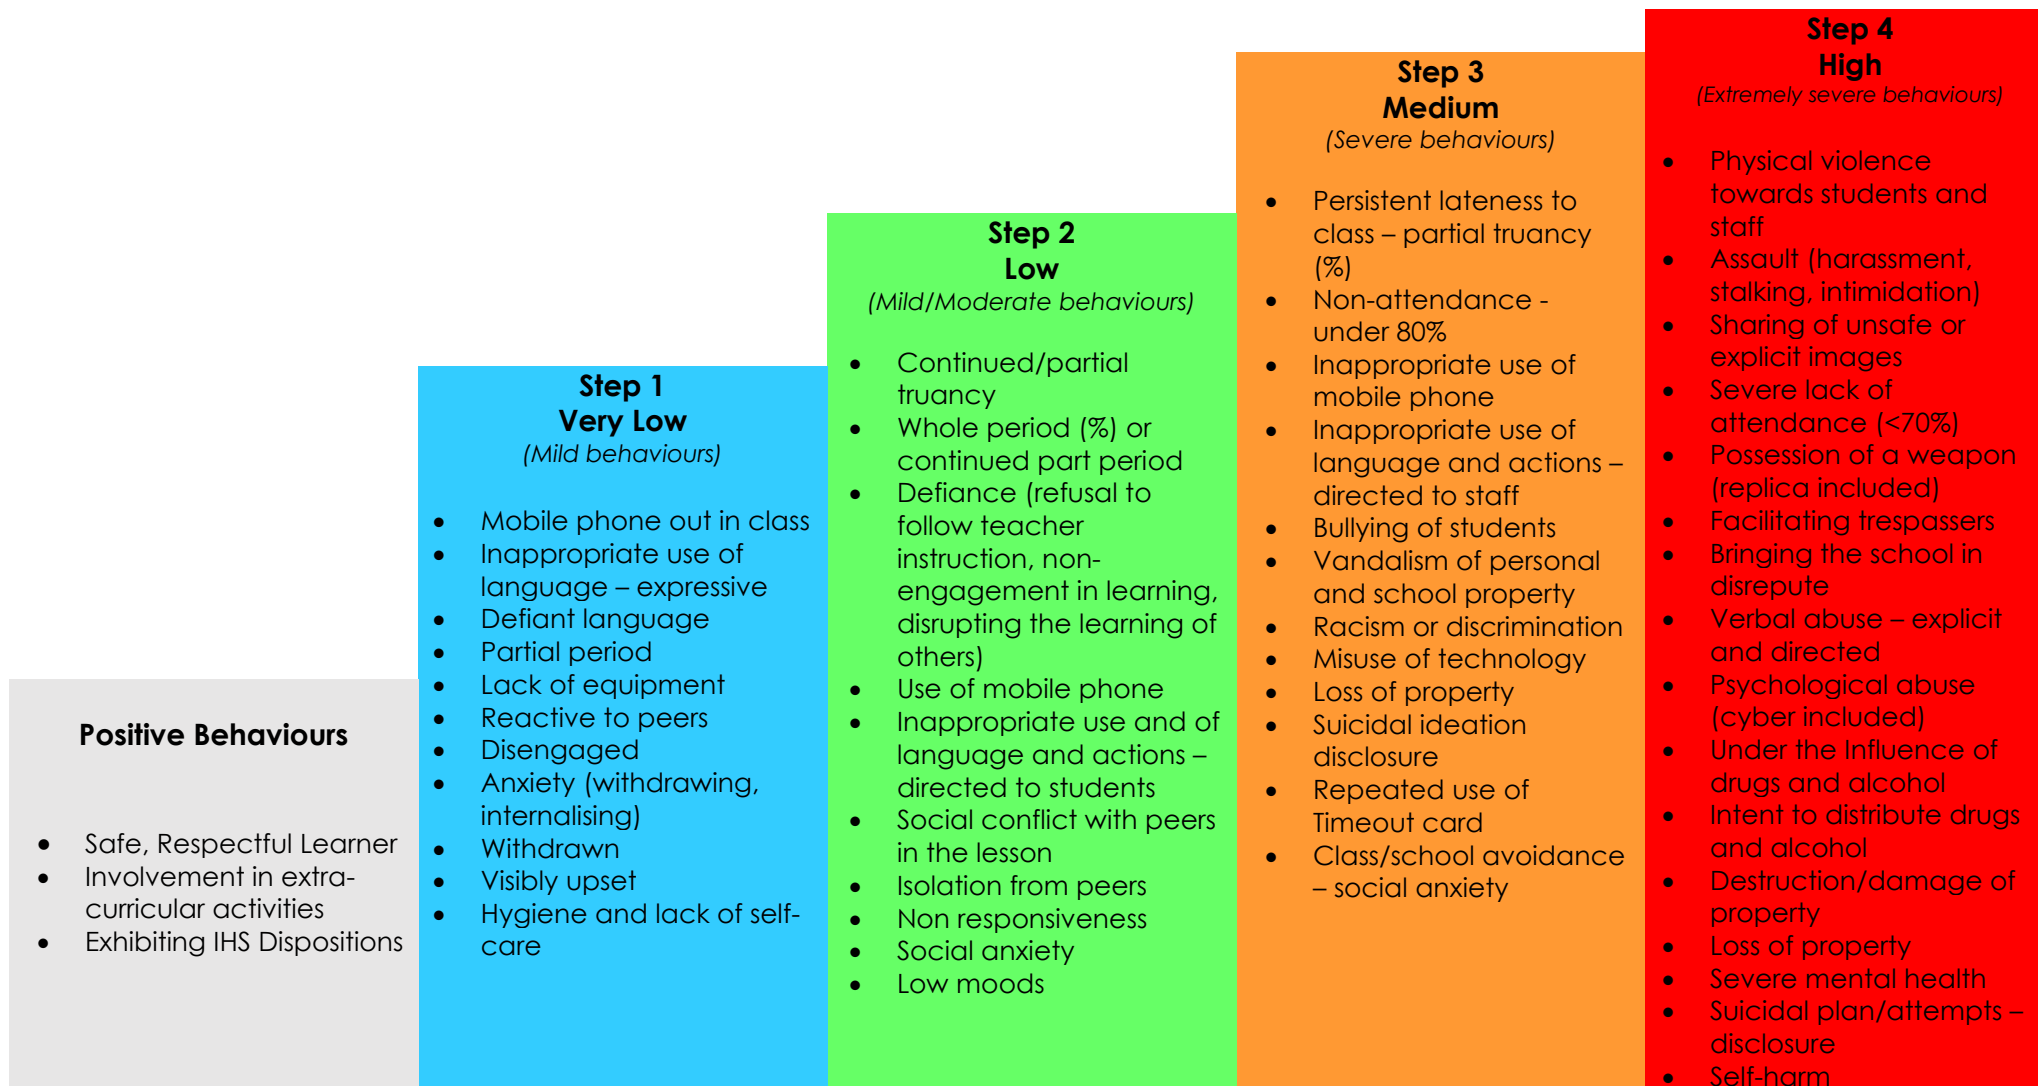 Positive Behaviours
• Safe, Respectful Learner
• Involvement in extra-
curricular activities
• Exhibiting IHS Dispositions
Step 1
Very Low
(Mild behaviours)
• Mobile phone out in class
• Inappropriate use of
language – expressive
• Defiant language
• Partial period
• Lack of equipment
• Reactive to peers
• Disengaged
• Anxiety (withdrawing,
internalising)
• Withdrawn
• Visibly upset
• Hygiene and lack of self-
care
Step 2
Low
(Mild/Moderate behaviours)
• Continued/partial
truancy
• Whole period (%) or
continued part period
• Defiance (refusal to
follow teacher
instruction, non-
engagement in learning,
disrupting the learning of
others)
• Use of mobile phone
• Inappropriate use and of
language and actions –
directed to students
• Social conflict with peers
in the lesson
• Isolation from peers
• Non responsiveness
• Social anxiety
• Low moods
Step 3
Medium
(Severe behaviours)
• Persistent lateness to
class – partial truancy
(%)
• Non-attendance -
under 80%
• Inappropriate use of
mobile phone
• Inappropriate use of
language and actions –
directed to staff
• Bullying of students
• Vandalism of personal
and school property
• Racism or discrimination
• Misuse of technology
• Loss of property
• Suicidal ideation
disclosure
• Repeated use of
Timeout card
• Class/school avoidance
– social anxiety
Step 4
High
(Extremely severe behaviours)
• Physical violence
towards students and
staff
• Assault (harassment,
stalking, intimidation)
• Sharing of unsafe or
explicit images
• Severe lack of
attendance (<70%)
• Possession of a weapon
(replica included)
• Facilitating trespassers
• Bringing the school in
disrepute
• Verbal abuse – explicit
and directed
• Psychological abuse
(cyber included)
• Under the Influence of
drugs and alcohol
• Intent to distribute drugs
and alcohol
• Destruction/damage of
property
• Loss of property
• Severe mental health
• Suicidal plan/attempts –
disclosure
• Self-harm